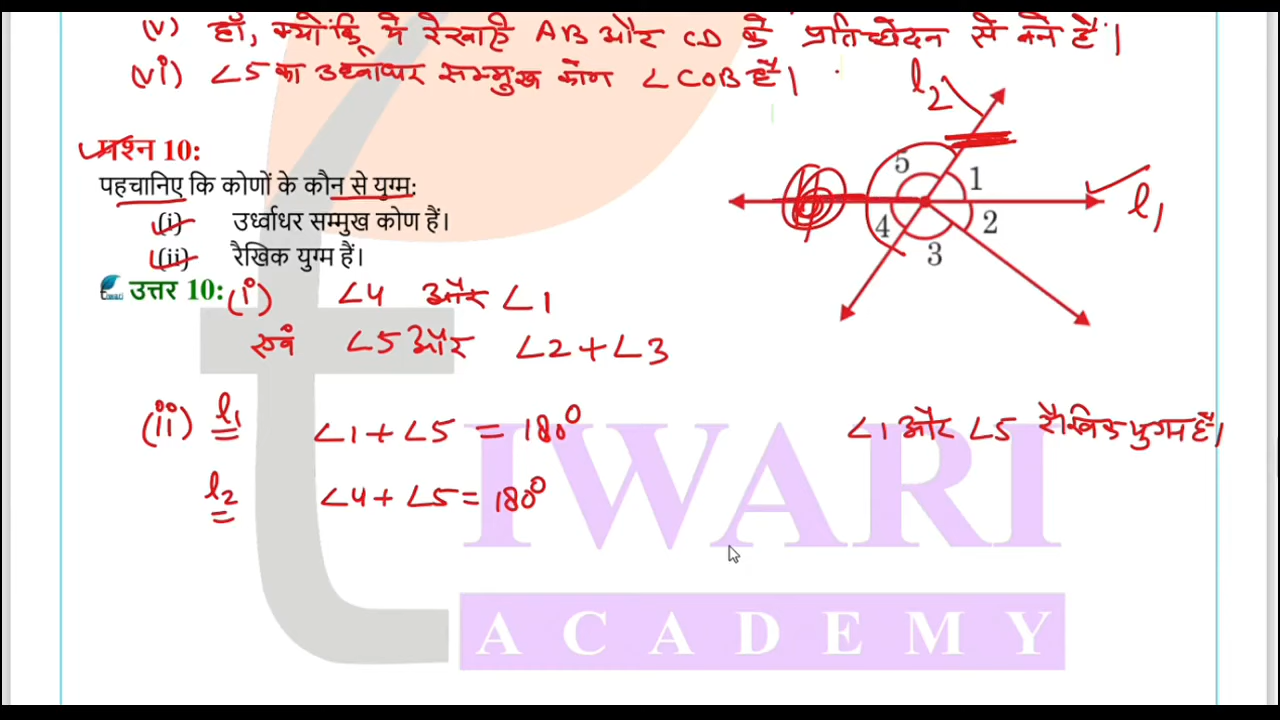 (v) हाँ, क्योंकि ये रेखाएँ AB और CD के प्रतिच्छेदन से बने हैं।
(vi) ∠5 का उर्ध्वाधर सम्मुख कोण ∠COB है।
प्रश्न 10:
पहचानिए कि कोणों के कौन से युग्म:
(i) उर्ध्वाधर सम्मुख कोण हैं।
(ii) रैखिक युग्म हैं।
उत्तर 10: (i) ∠4 और ∠1
एवं ∠5 और ∠2+∠3
(ii) l1 ∠1+∠5 = 180° ∠1 और ∠5 रैखिक युग्म हैं।
l2 ∠4+∠5=180°
l2
l1
5
1
4
2
3
IWARI
ACADEMY